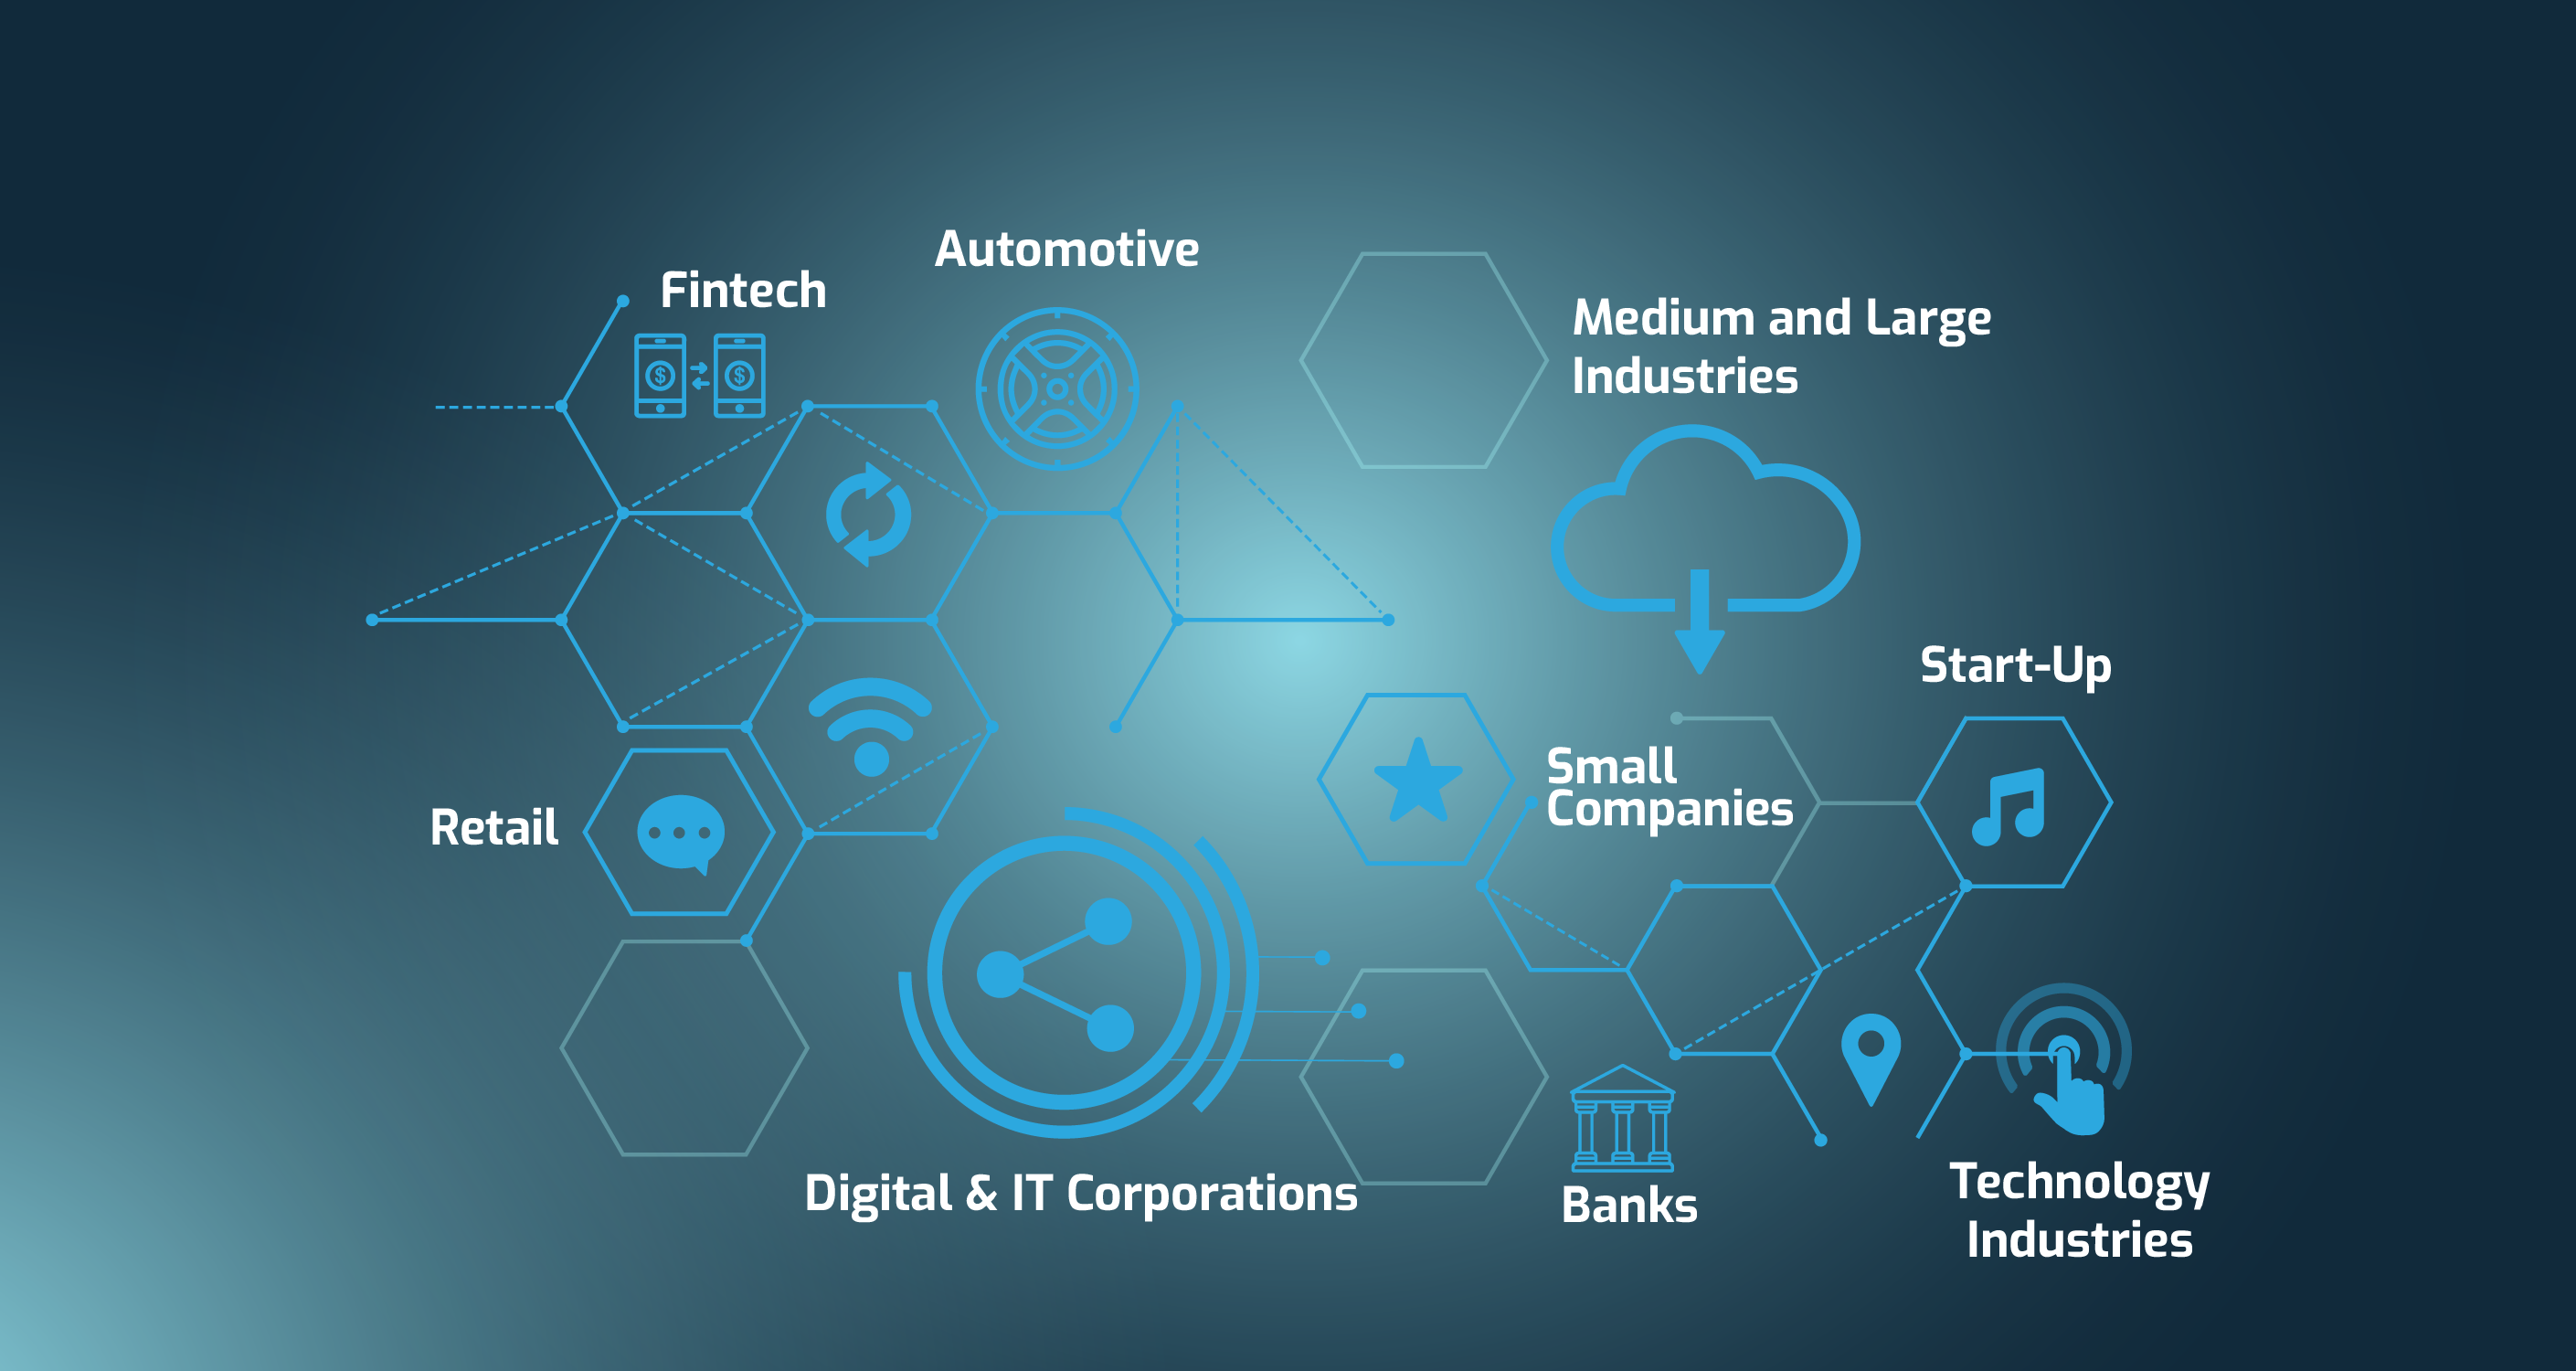 Automotive
Fintech
Medium and Large
Industries
Start-Up
Small
Companies
Retail
Digital & IT Corporations
Banks
Technology
Industries
$
$